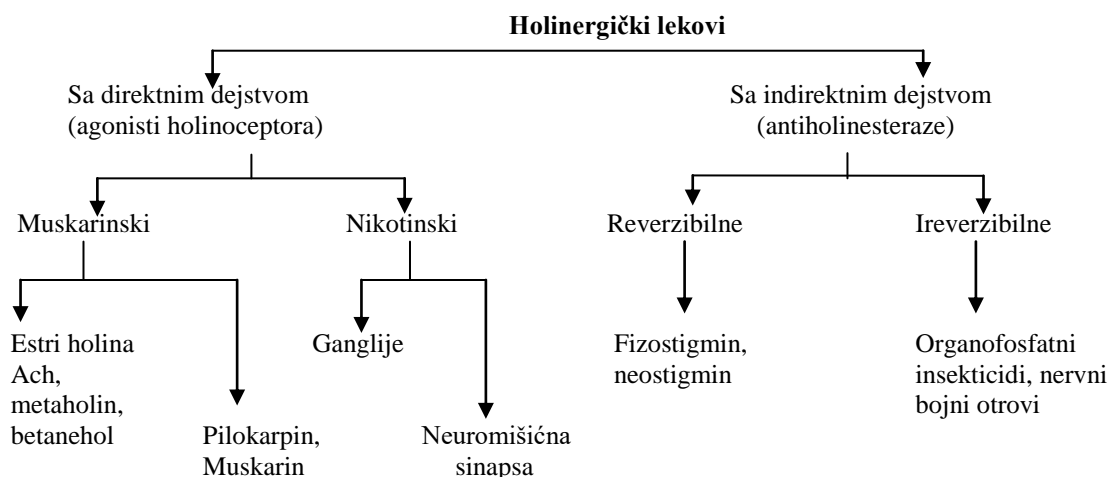 Holinergički lekovi
Sa direktnim dejstvom
(agonisti holinoceptora)
Sa indirektnim dejstvom
(antiholinesteraze)
Muskarinski
Nikotinski
Reverzibilne
Ireverzibilne
Estri holina
Ach,
metaholin,
betanehol
Pilokarpin,
Muskarin
Ganglije
Neuromišićna
sinapsa
Fizostigmin,
neostigmin
Organofosfatni
insekticidi, nervni
bojni otrovi